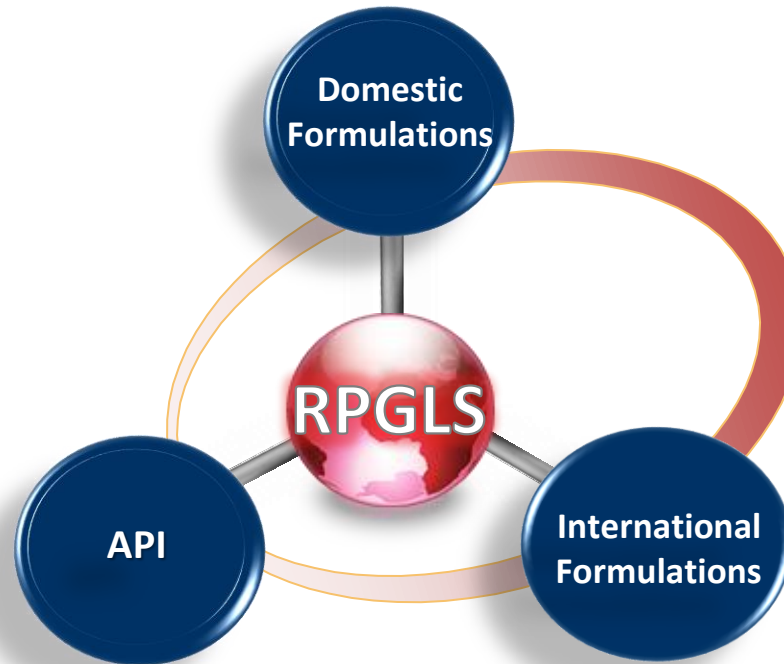 Domestic
Formulations
RPGLS
API
International
Formulations